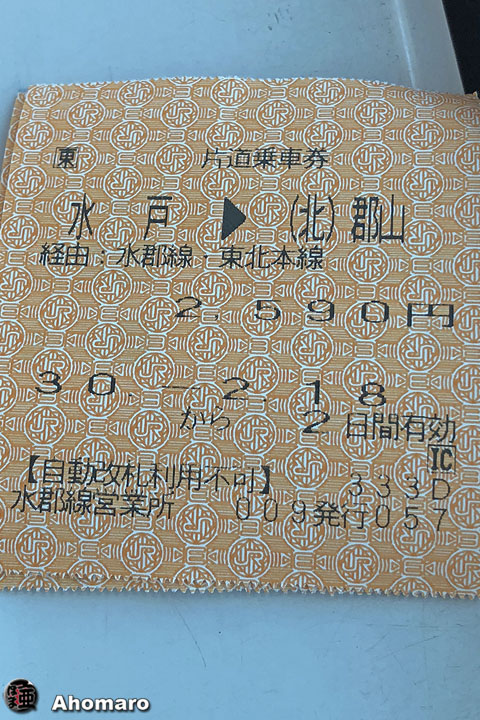 東 片道乗車券
水戸 ▶ (北)郡山
経由:水郡線・東北本線
2,590円
30.-2.18
から 2日間有効
IC
【自動改札利用不可】 333D
水郡線営業所 009発行057
Ahomaro